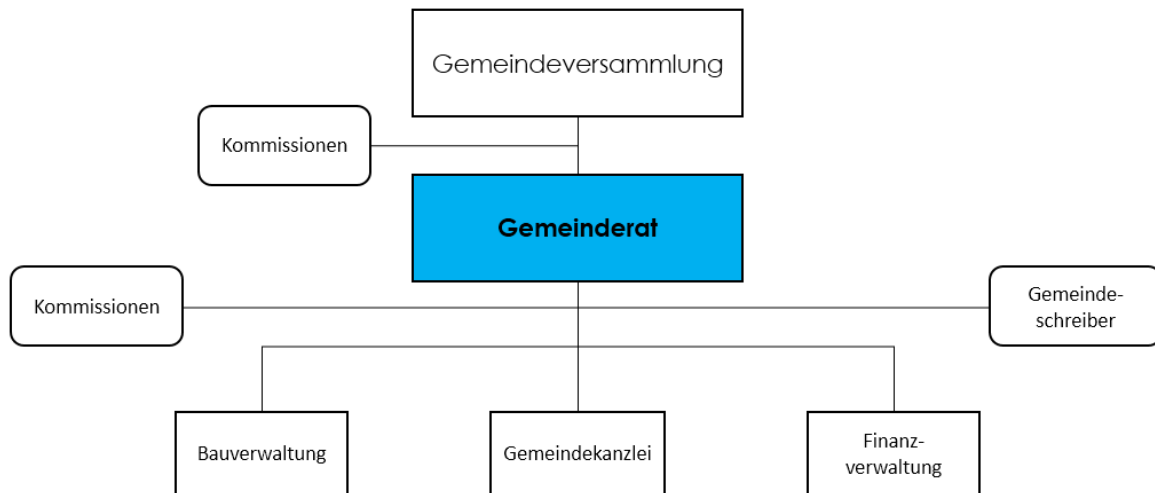 Gemeindeversammlung
Kommissionen
Gemeinderat
Kommissionen
Gemeinde-
schreiber
Bauverwaltung
Gemeindekanzlei
Finanz-
verwaltung